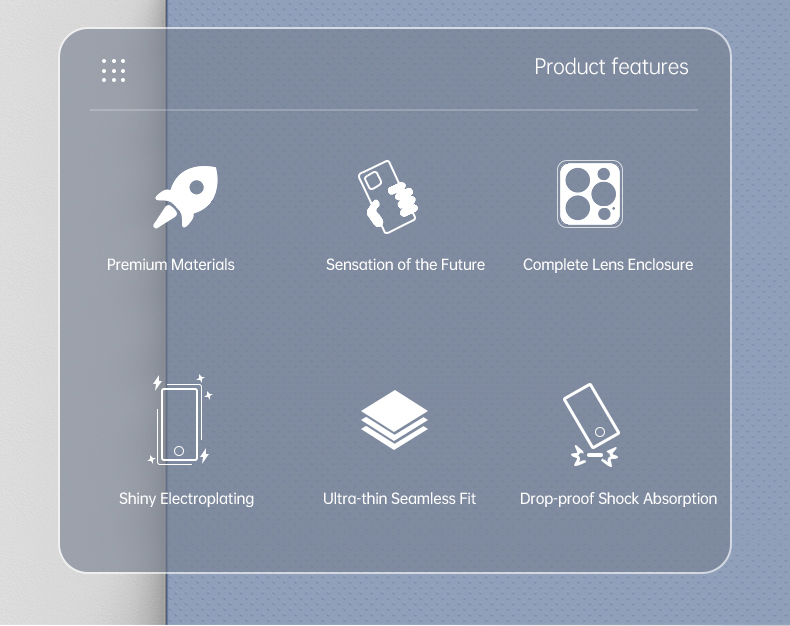 Product features
Premium Materials
Sensation of the Future
Complete Lens Enclosure
Shiny Electroplating
Ultra-thin Seamless Fit
Drop-proof Shock Absorption